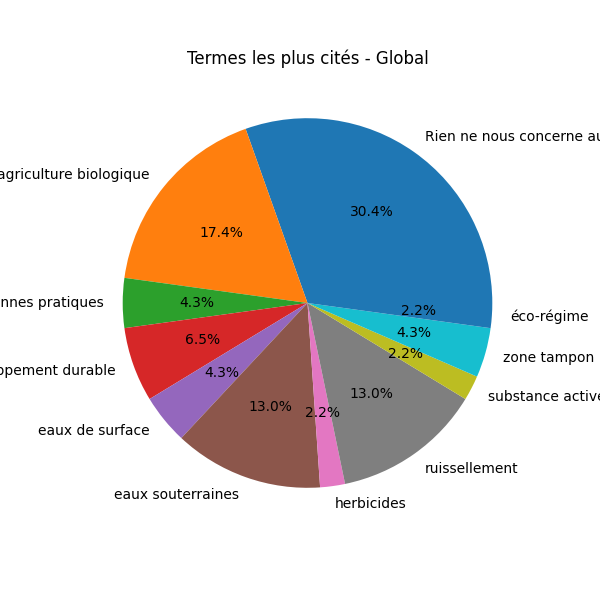 Termes les plus cités - Global
Rien ne nous concerne au
agriculture biologique
30.4%
17.4%
nnes pratiques
4.3%
2.2%
éco-régime
4.3%
zone tampon
6.5%
2.2%
ppement durable
4.3%
substance active
13.0%
13.0%
2.2%
eaux de surface
ruissellement
eaux souterraines
herbicides